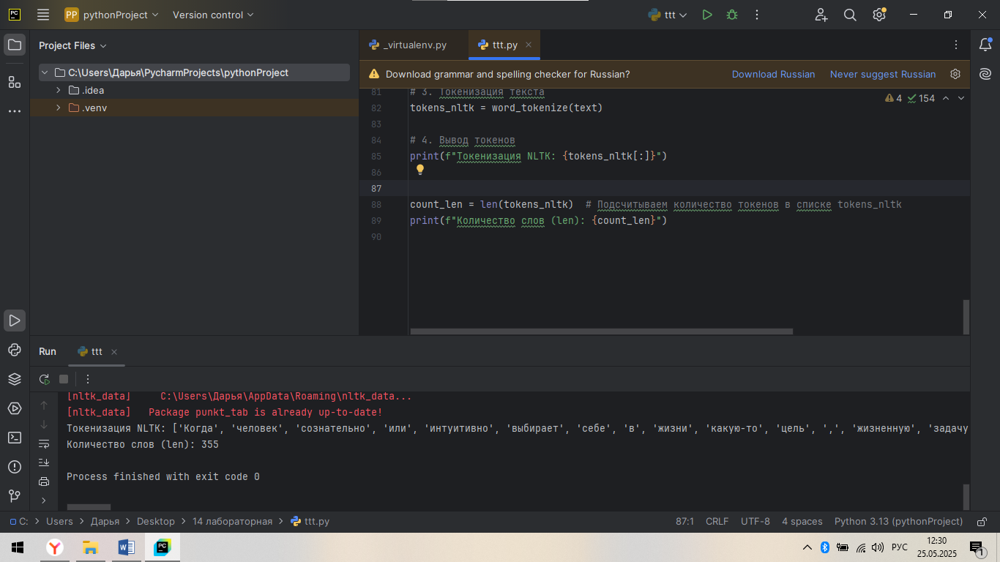 PC
PP pythonProject Version control ttt
Project Files
C:\Users\Дарья\PycharmProjects\pythonProject
.idea
.venv
_virtualenv.py ttt.py
Download grammar and spelling checker for Russian? Download Russian Never suggest Russian
81 # 3. Токенизация текста
4 154
82 tokens_nltk = word_tokenize(text)
83
84 # 4. Вывод токенов
85 print(f"Токенизация NLTK: {tokens_nltk[:]}")
86
87
88 count_len = len(tokens_nltk)  # Подсчитываем количество токенов в списке tokens_nltk
89 print(f"Количество слов (len): {count_len}")
90
Run ttt
[nltk_data]     C:\Users\Дарья\AppData\Roaming\nltk_data...
[nltk_data]   Package punkt_tab is already up-to-date!
Токенизация NLTK: ['Когда', 'человек', 'сознательно', 'или', 'интуитивно', 'выбирает', 'себе', 'в', 'жизни', 'какую-то', 'цель', ',', 'жизненную', 'задачу
Количество слов (len): 355
Process finished with exit code 0
C: Users Дарья Desktop 14 лабораторная ttt.py 87:1 CRLF UTF-8 4 spaces Python 3.13 (pythonProject)
Y W PC РУС 12:30
25.05.2025 1